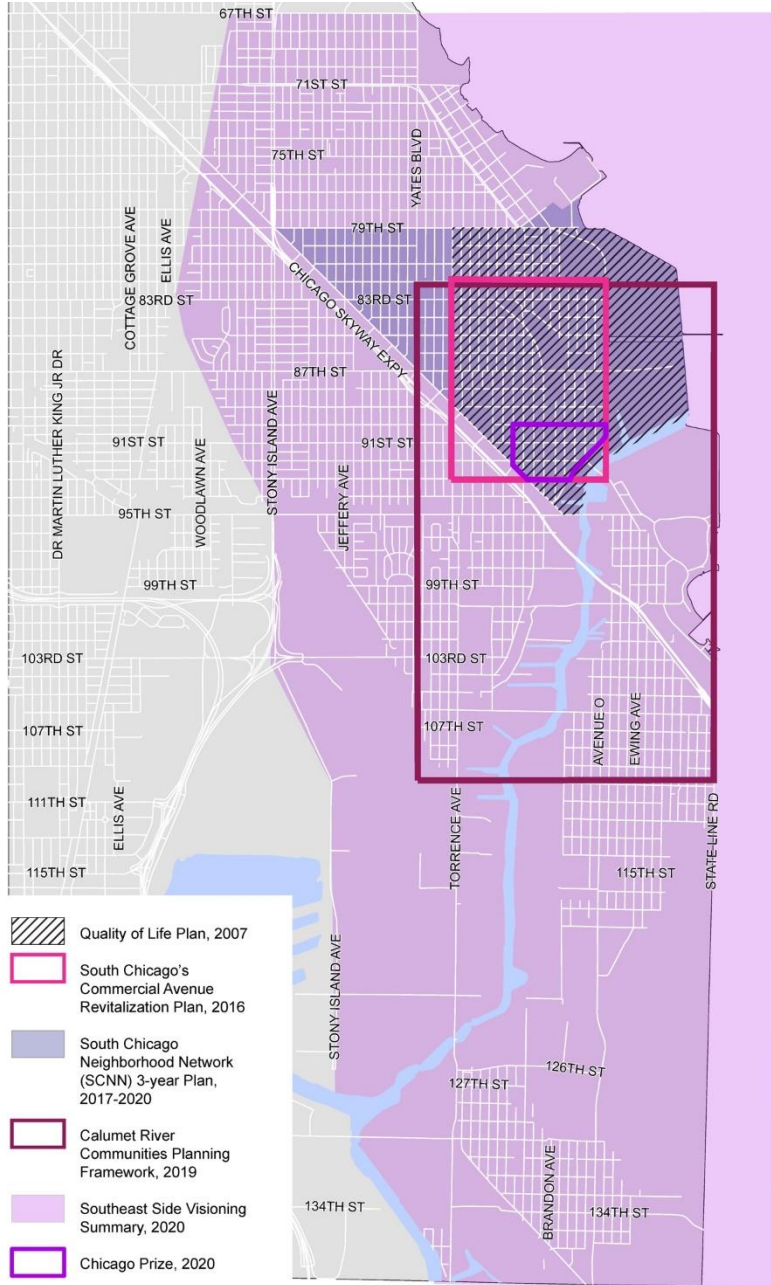 67TH ST
71ST ST
75TH ST
YATES BLVD
79TH ST
COTTAGE GROVE AVE
ELLIS AVE
83RD ST
83RD ST
CHICAGO SKYWAY EXPY
87TH ST
DR MARTIN LUTHER KING JR DR
91ST ST
91ST ST
WOODLAWN AVE
STONY ISLAND AVE
JEFFERY AVE
95TH ST
99TH ST
99TH ST
103RD ST
103RD ST
107TH ST
107TH ST
AVENUE O
EWING AVE
111TH ST
ELLIS AVE
TORRENCE AVE
STATE LINE RD
115TH ST
115TH ST
STONY ISLAND AVE
126TH ST
127TH ST
BRANDON AVE
134TH ST
134TH ST
Quality of Life Plan, 2007
South Chicago's
Commercial Avenue
Revitalization Plan, 2016
South Chicago
Neighborhood Network
(SCNN) 3-year Plan,
2017-2020
Calumet River
Communities Planning
Framework, 2019
Southeast Side Visioning
Summary, 2020
Chicago Prize, 2020